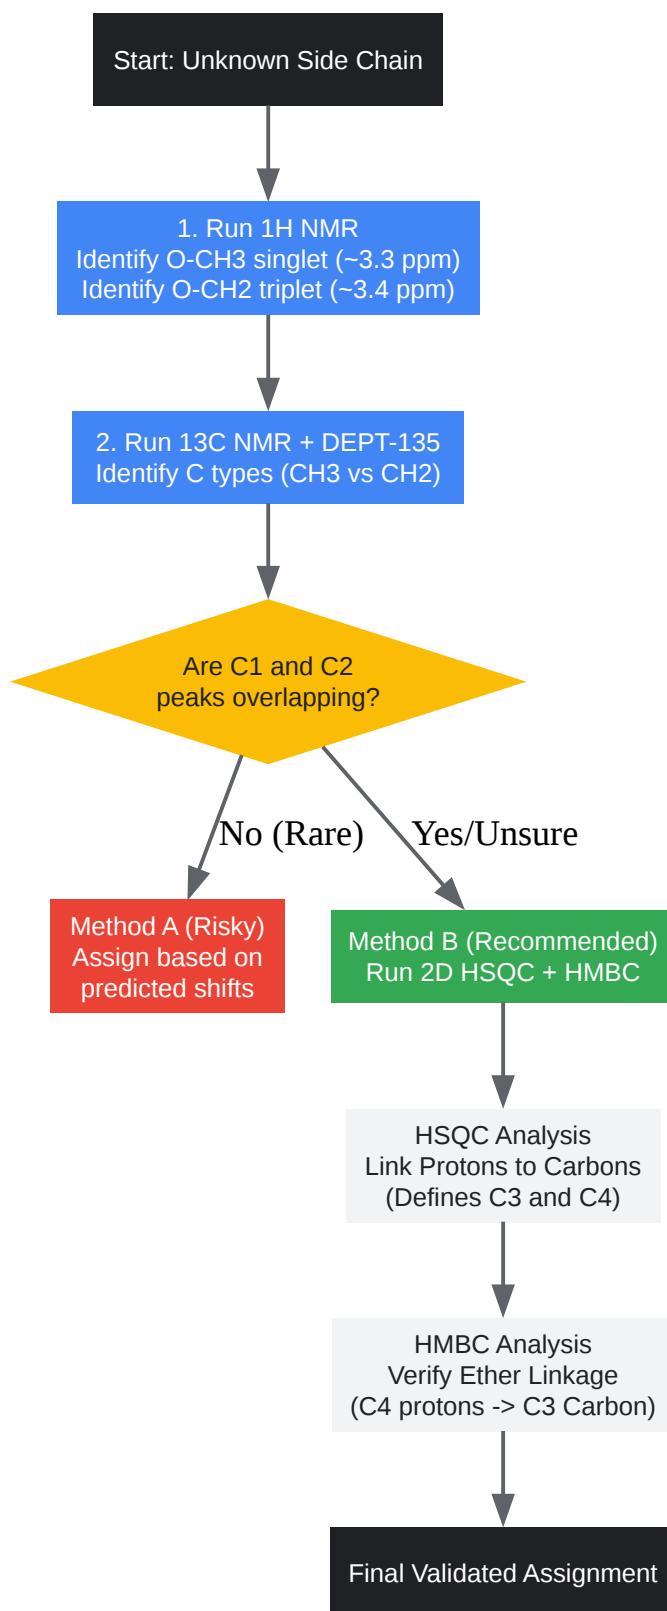 Start: Unknown Side Chain
1. Run 1H NMR
Identify O-CH3 singlet (~3.3 ppm)
Identify O-CH2 triplet (~3.4 ppm)
2. Run 13C NMR + DEPT-135
Identify C types (CH3 vs CH2)
Are C1 and C2
peaks overlapping?
No (Rare)
Yes/Unsure
Method A (Risky)
Assign based on
predicted shifts
Method B (Recommended)
Run 2D HSQC + HMBC
HSQC Analysis
Link Protons to Carbons
(Defines C3 and C4)
HMBC Analysis
Verify Ether Linkage
(C4 protons -> C3 Carbon)
Final Validated Assignment